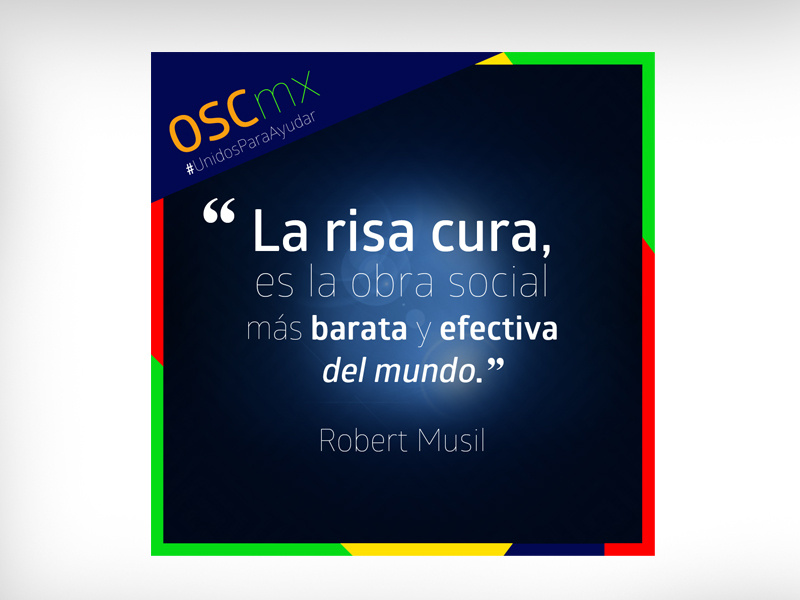 OSCmx
#UnidosParaAyudar
“ La risa cura,
es la obra social
más barata y efectiva
del mundo.”
Robert Musil